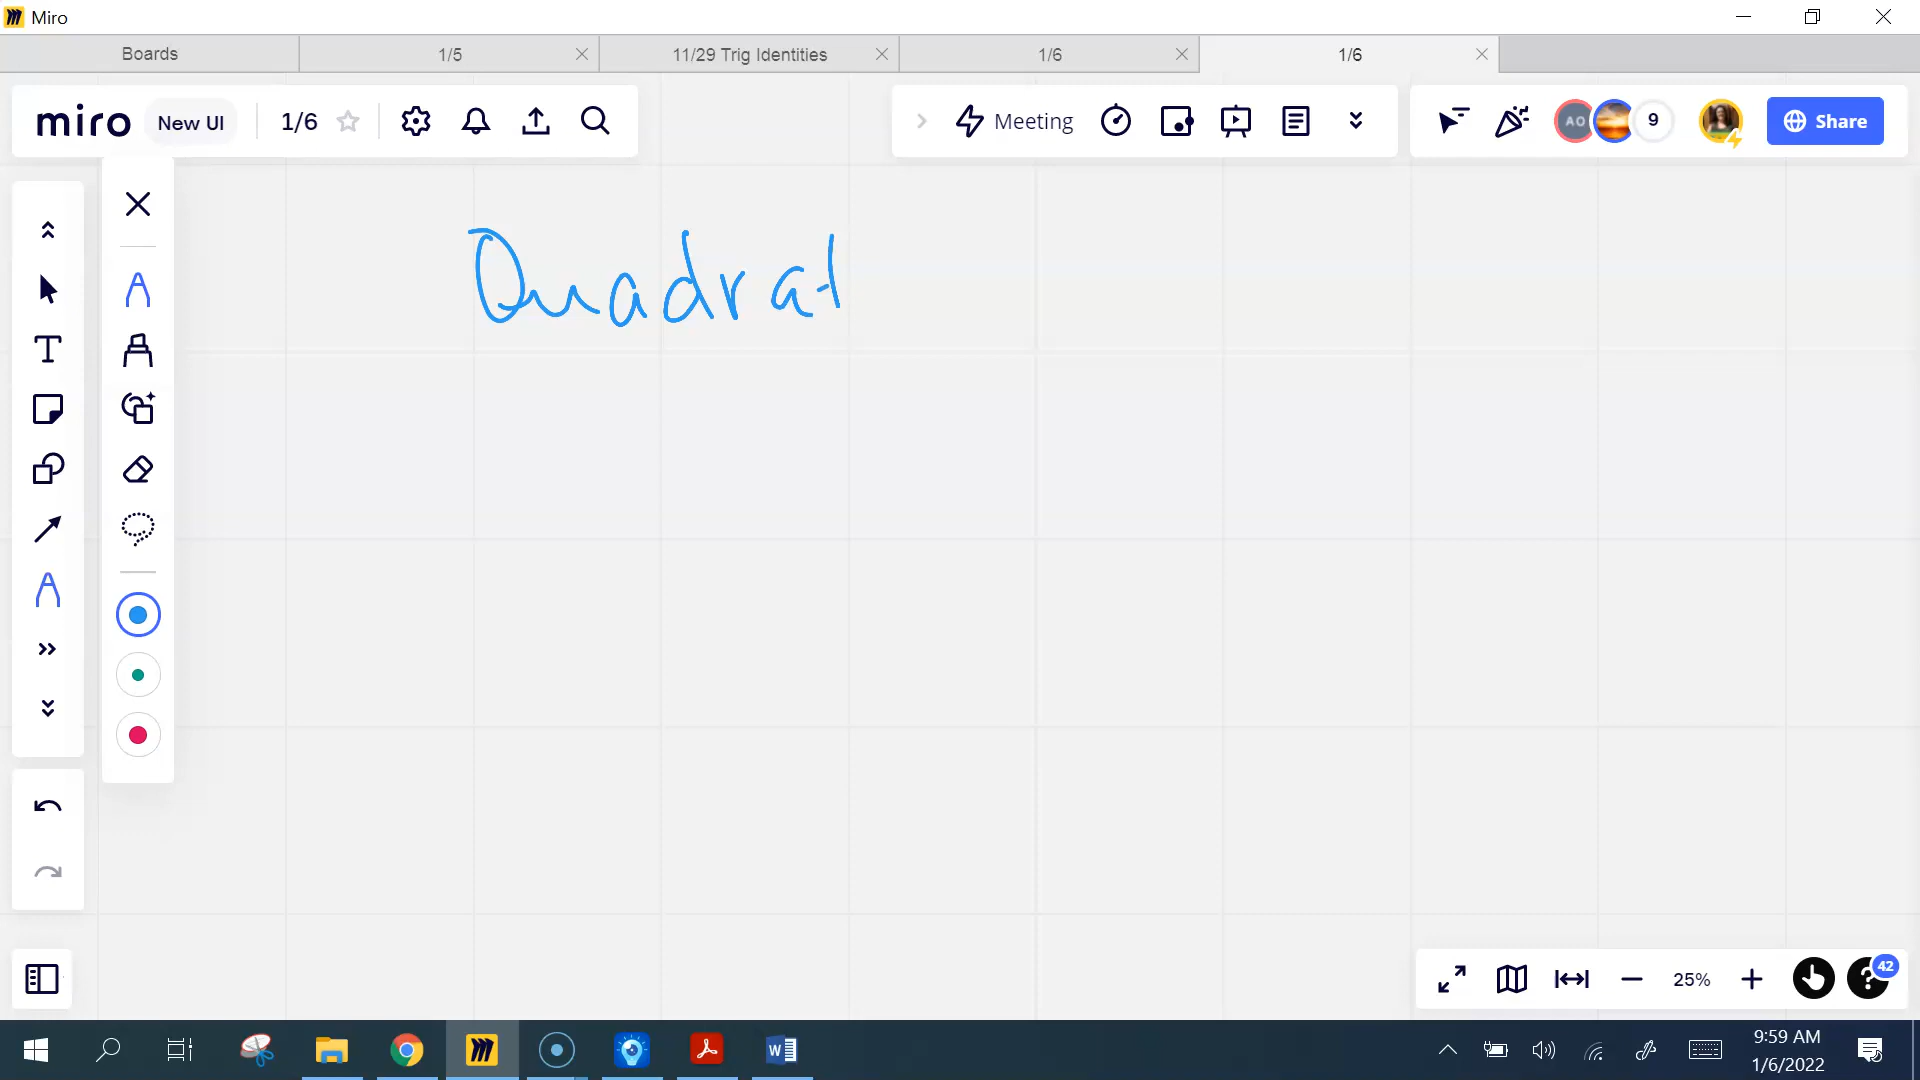 Miro
Boards 1/5 11/29 Trig Identities 1/6 1/6
miro New UI 1/6 Meeting AO 9 Share
Quadrat
25% 42
9:59 AM
1/6/2022